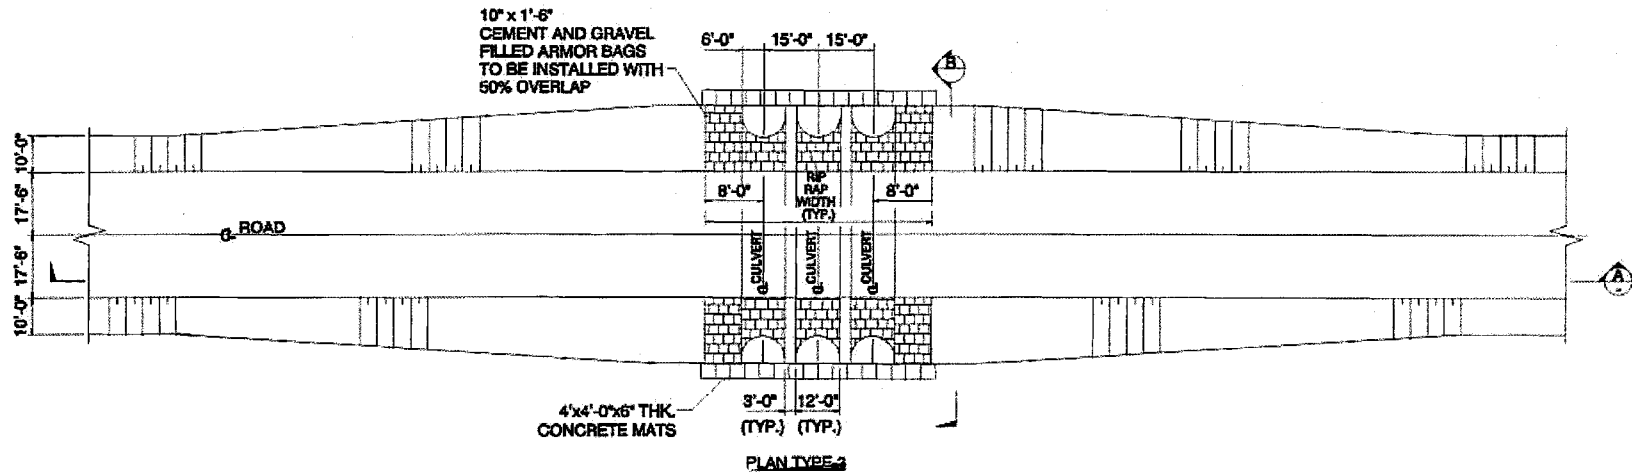 10" x 1'-6"
CEMENT AND GRAVEL
FILLED ARMOR BAGS
TO BE INSTALLED WITH
50% OVERLAP
6'-0" 15'-0" 15'-0"
B
10'-0"
17'-6"
17'-6"
10'-0"
8'-0"
RIP
RAP
WIDTH
(TYP.)
8'-0"
℄ ROAD
℄ CULVERT
℄ CULVERT
℄ CULVERT
A
4'x4'-0"x6" THK.
CONCRETE MATS
3'-0" 12'-0"
(TYP.) (TYP.)
PLAN TYPE-3